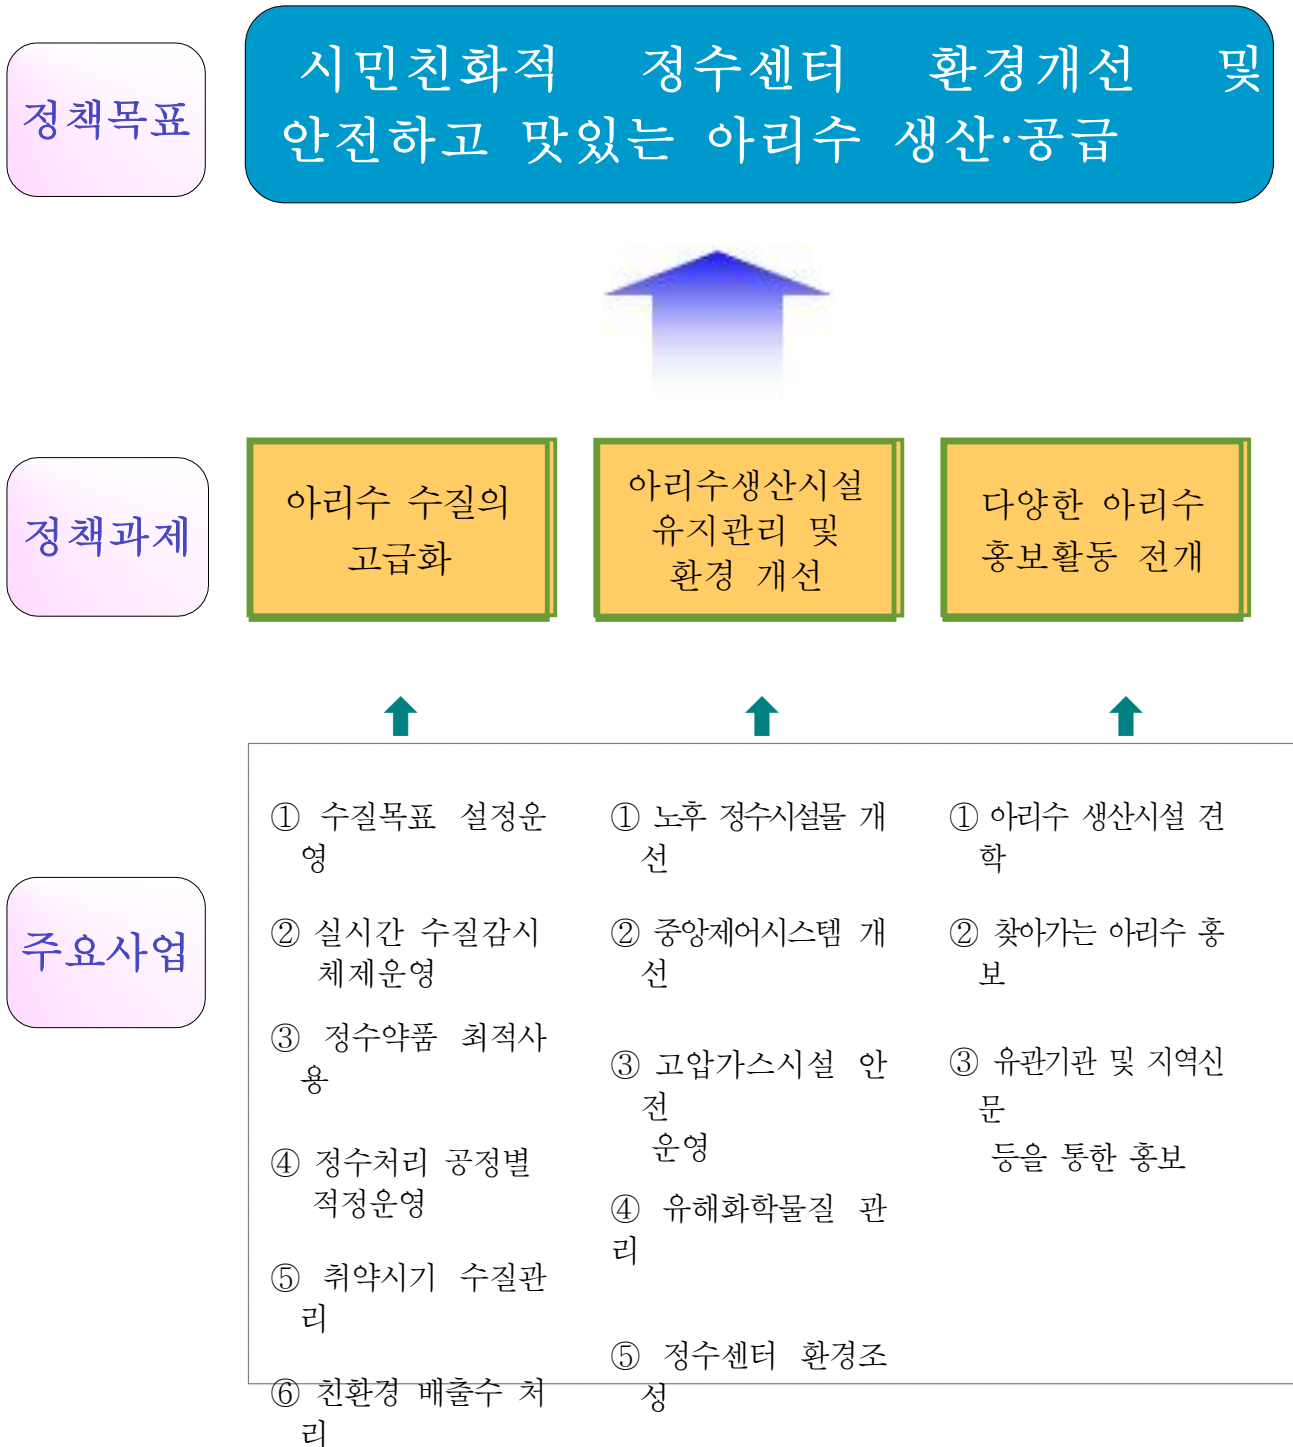 정책목표
시민친화적 정수센터 환경개선 및
안전하고 맛있는 아리수 생산·공급
정책과제
아리수 수질의
고급화
아리수생산시설
유지관리 및
환경 개선
다양한 아리수
홍보활동 전개
주요사업
① 수질목표 설정운
영
② 실시간 수질감시
체제운영
③ 정수약품 최적사
용
④ 정수처리 공정별
적정운영
⑤ 취약시기 수질관
리
⑥ 친환경 배출수 처
리
① 노후 정수시설물 개
선
② 중앙제어시스템 개
선
③ 고압가스시설 안
전
운영
④ 유해화학물질 관
리
⑤ 정수센터 환경조
성
① 아리수 생산시설 견
학
② 찾아가는 아리수 홍
보
③ 유관기관 및 지역신
문
등을 통한 홍보